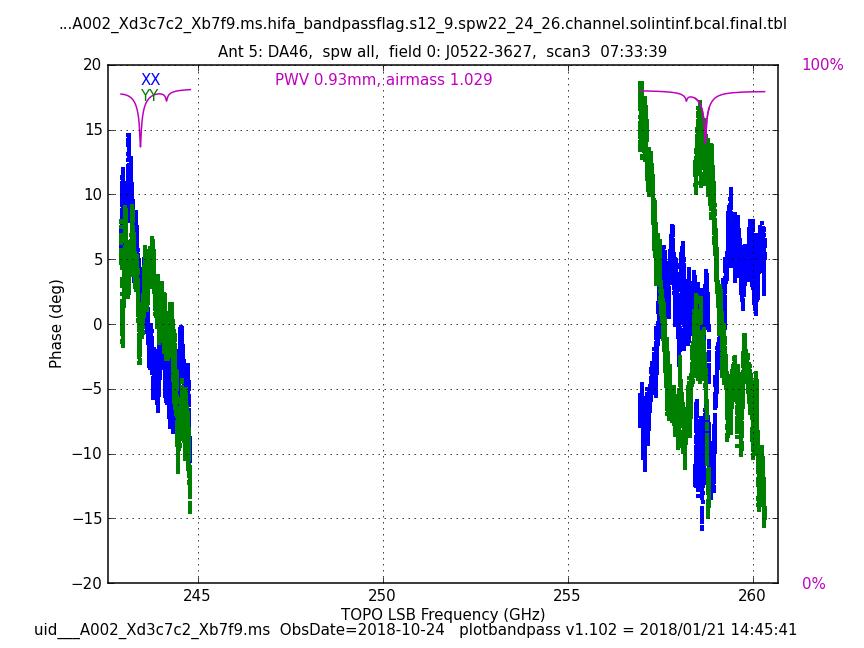 ...A002_Xd3c7c2_Xb7f9.ms.hifa_bandpassflag.s12_9.spw22_24_26.channel.solintinf.bcal.final.tbl
Ant 5: DA46,  spw all,  field 0: J0522-3627,  scan3  07:33:39
20
100%
XX
PWV 0.93mm, airmass 1.029
YY
15
10
5
Phase (deg)
0
−5
−10
−15
−20
0%
245
250
255
260
TOPO LSB Frequency (GHz)
uid___A002_Xd3c7c2_Xb7f9.ms  ObsDate=2018-10-24   plotbandpass v1.102 = 2018/01/21 14:45:41